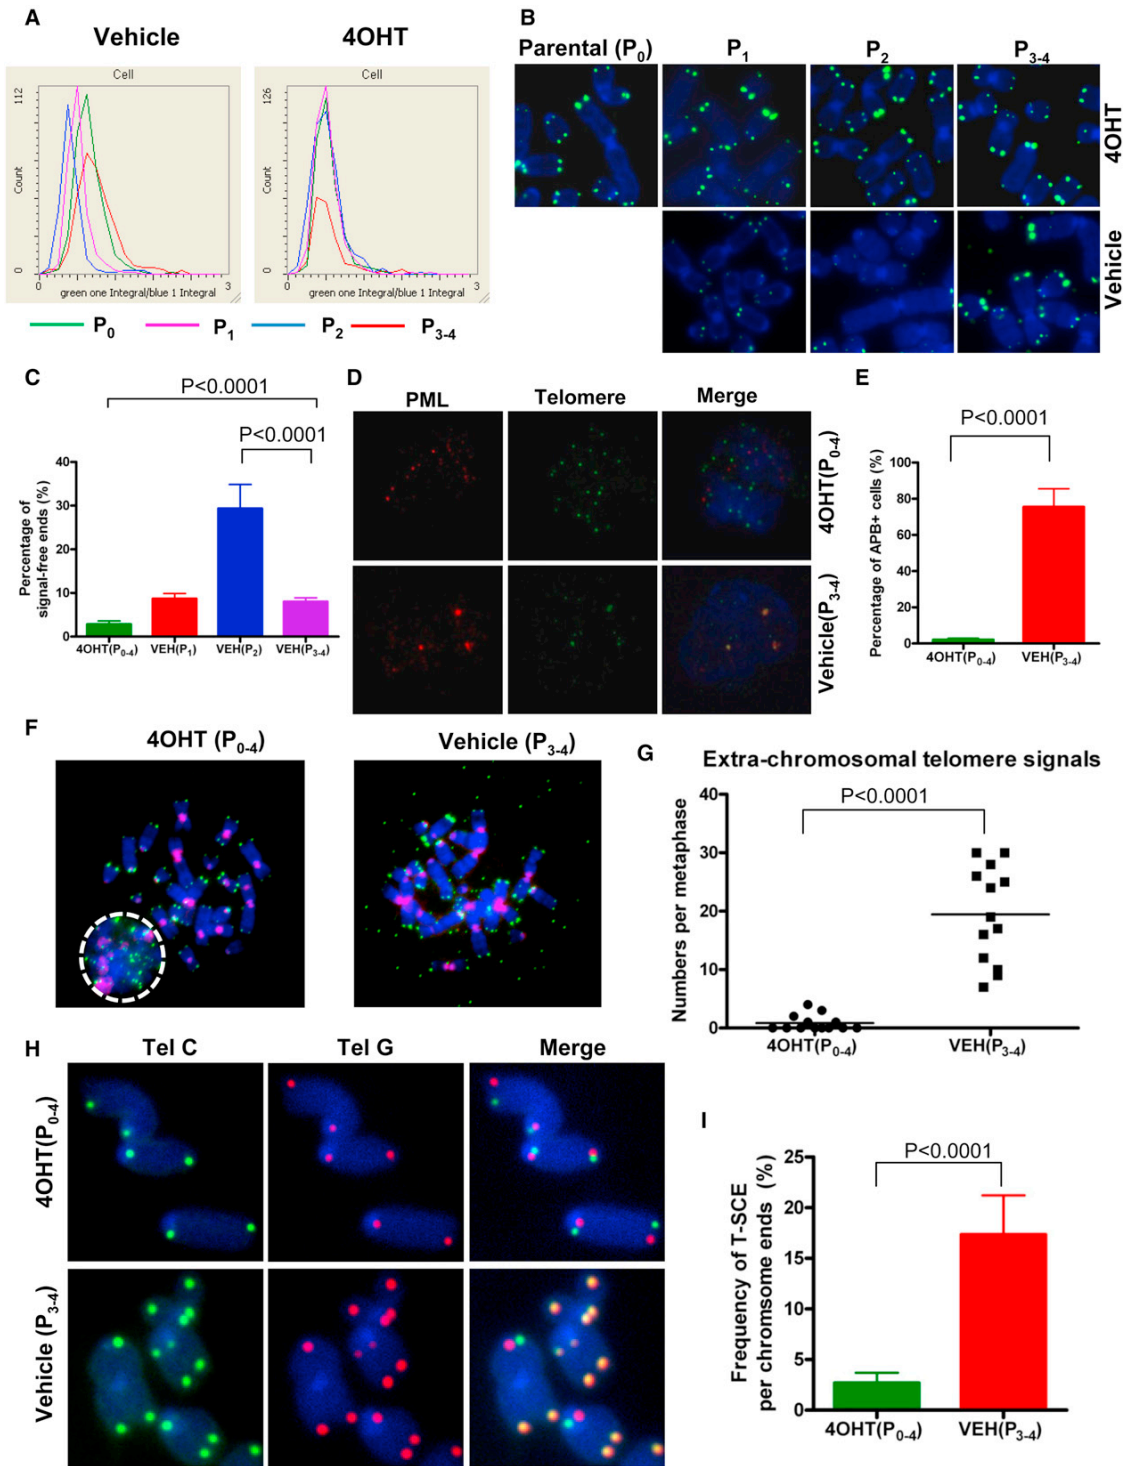 A
Vehicle
4OHT
Cell
Cell
112
Count
0
0
3
green one Integral/blue 1 Integral
126
Count
0
0
3
green one Integral/blue 1 Integral
P0
P1
P2
P3-4
B
Parental (P0)
P1
P2
P3-4
4OHT
Vehicle
C
P<0.0001
P<0.0001
Percentage of
signal-free ends (%)
40
30
20
10
0
4OHT(P0-4)
VEH(P1)
VEH(P2)
VEH(P3-4)
D
PML
Telomere
Merge
4OHT(P0-4)
Vehicle(P3-4)
E
P<0.0001
Percentage of APB+ cells (%)
100
80
60
40
20
0
4OHT(P0-4)
VEH(P3-4)
F
4OHT (P0-4)
Vehicle (P3-4)
G
Extra-chromosomal telomere signals
P<0.0001
Numbers per metaphase
40
30
20
10
0
4OHT(P0-4)
VEH(P3-4)
H
Tel C
Tel G
Merge
4OHT(P0-4)
Vehicle (P3-4)
I
P<0.0001
Frequency of T-SCE
per chromsome ends (%)
25
20
15
10
5
0
4OHT(P0-4)
VEH(P3-4)